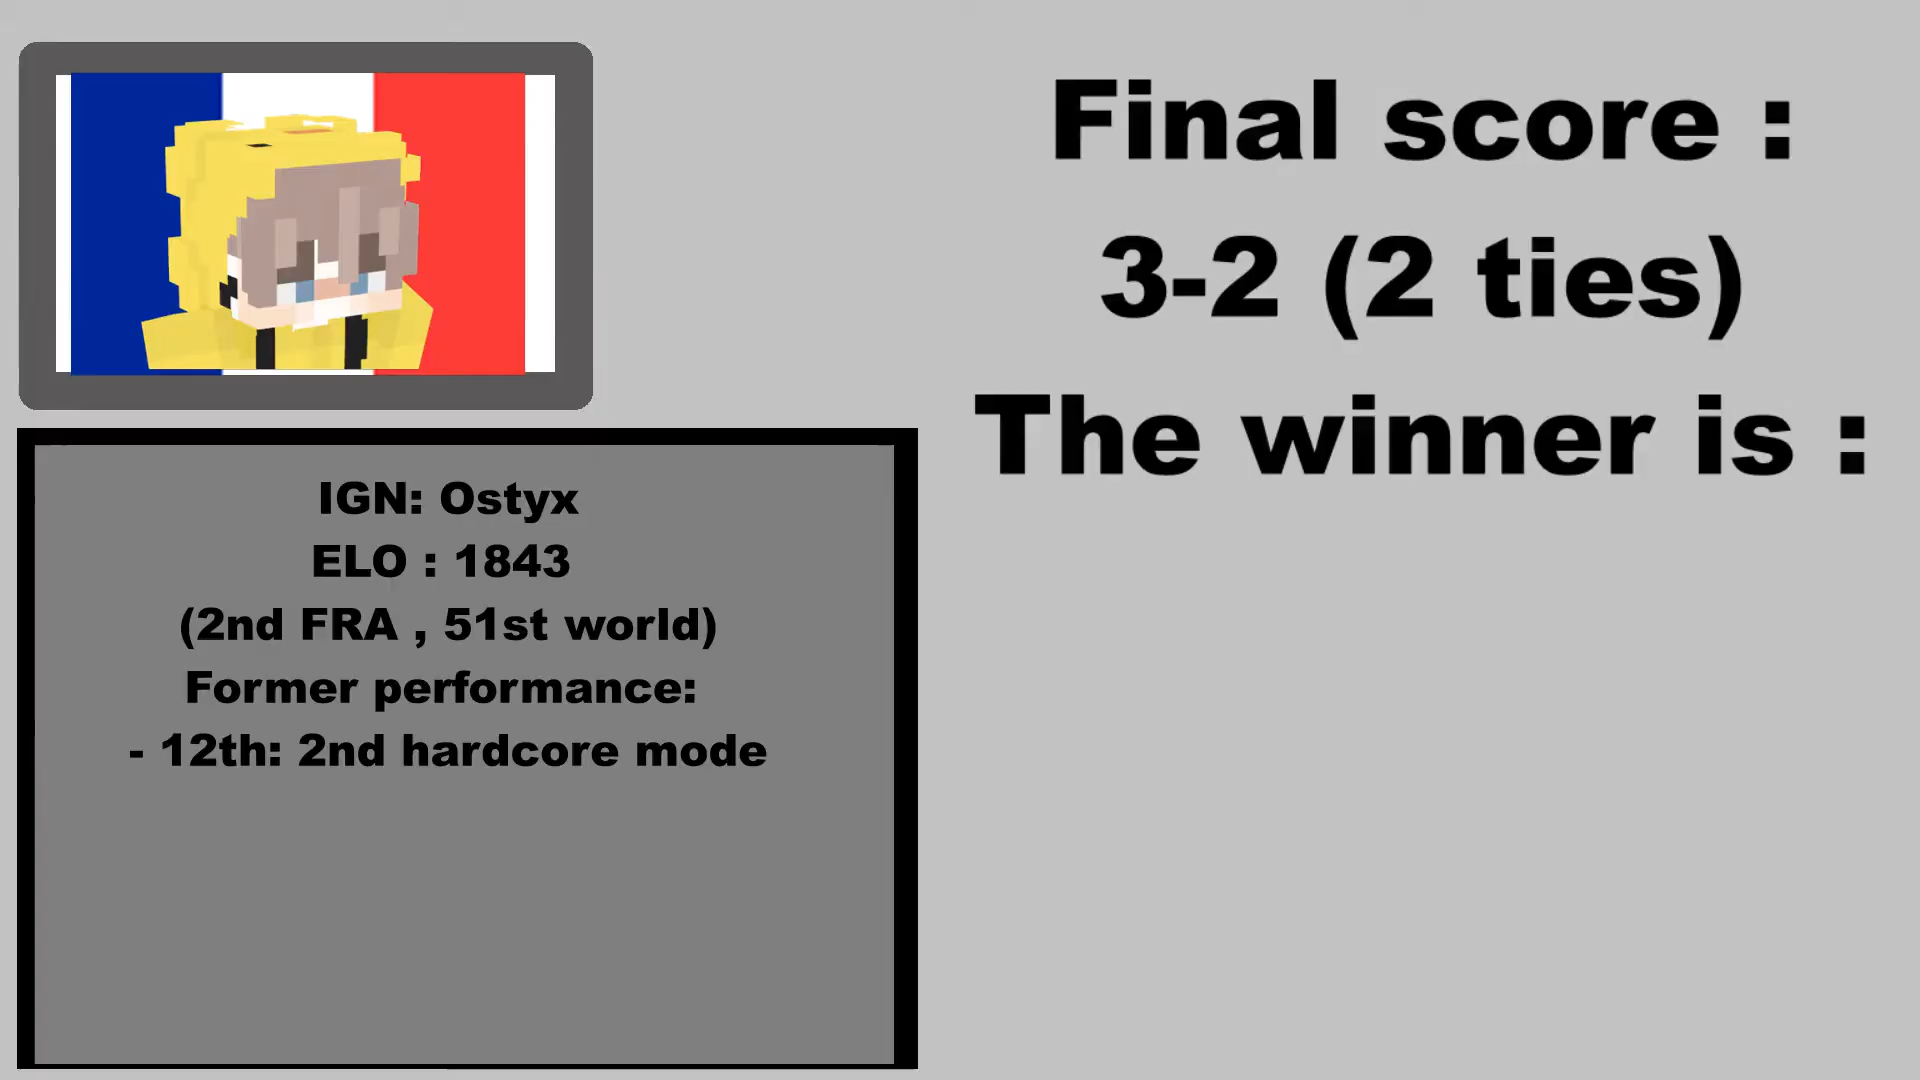 Final score :
3-2 (2 ties)
The winner is :
IGN: Ostyx
ELO : 1843
(2nd FRA , 51st world)
Former performance:
- 12th: 2nd hardcore mode